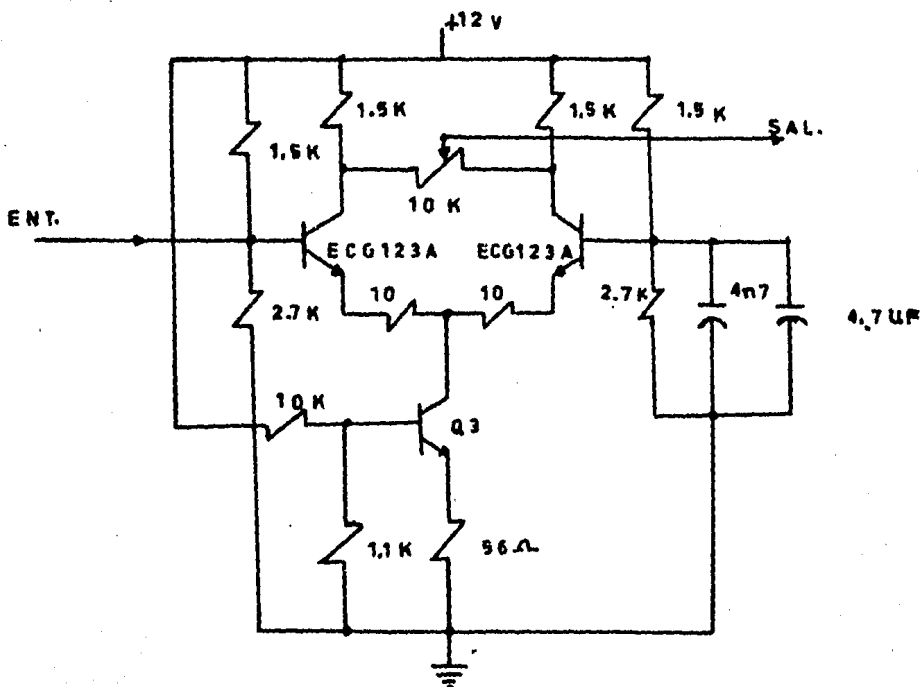 +12 V
1.5 K
1.5 K
1.5 K
1.5 K
SAL.
10 K
ENT.
ECG123A
ECG123A
10
10
2.7 K
2.7 K
4n7
4.7 UF
10 K
Q3
1.1 K
56 Ω